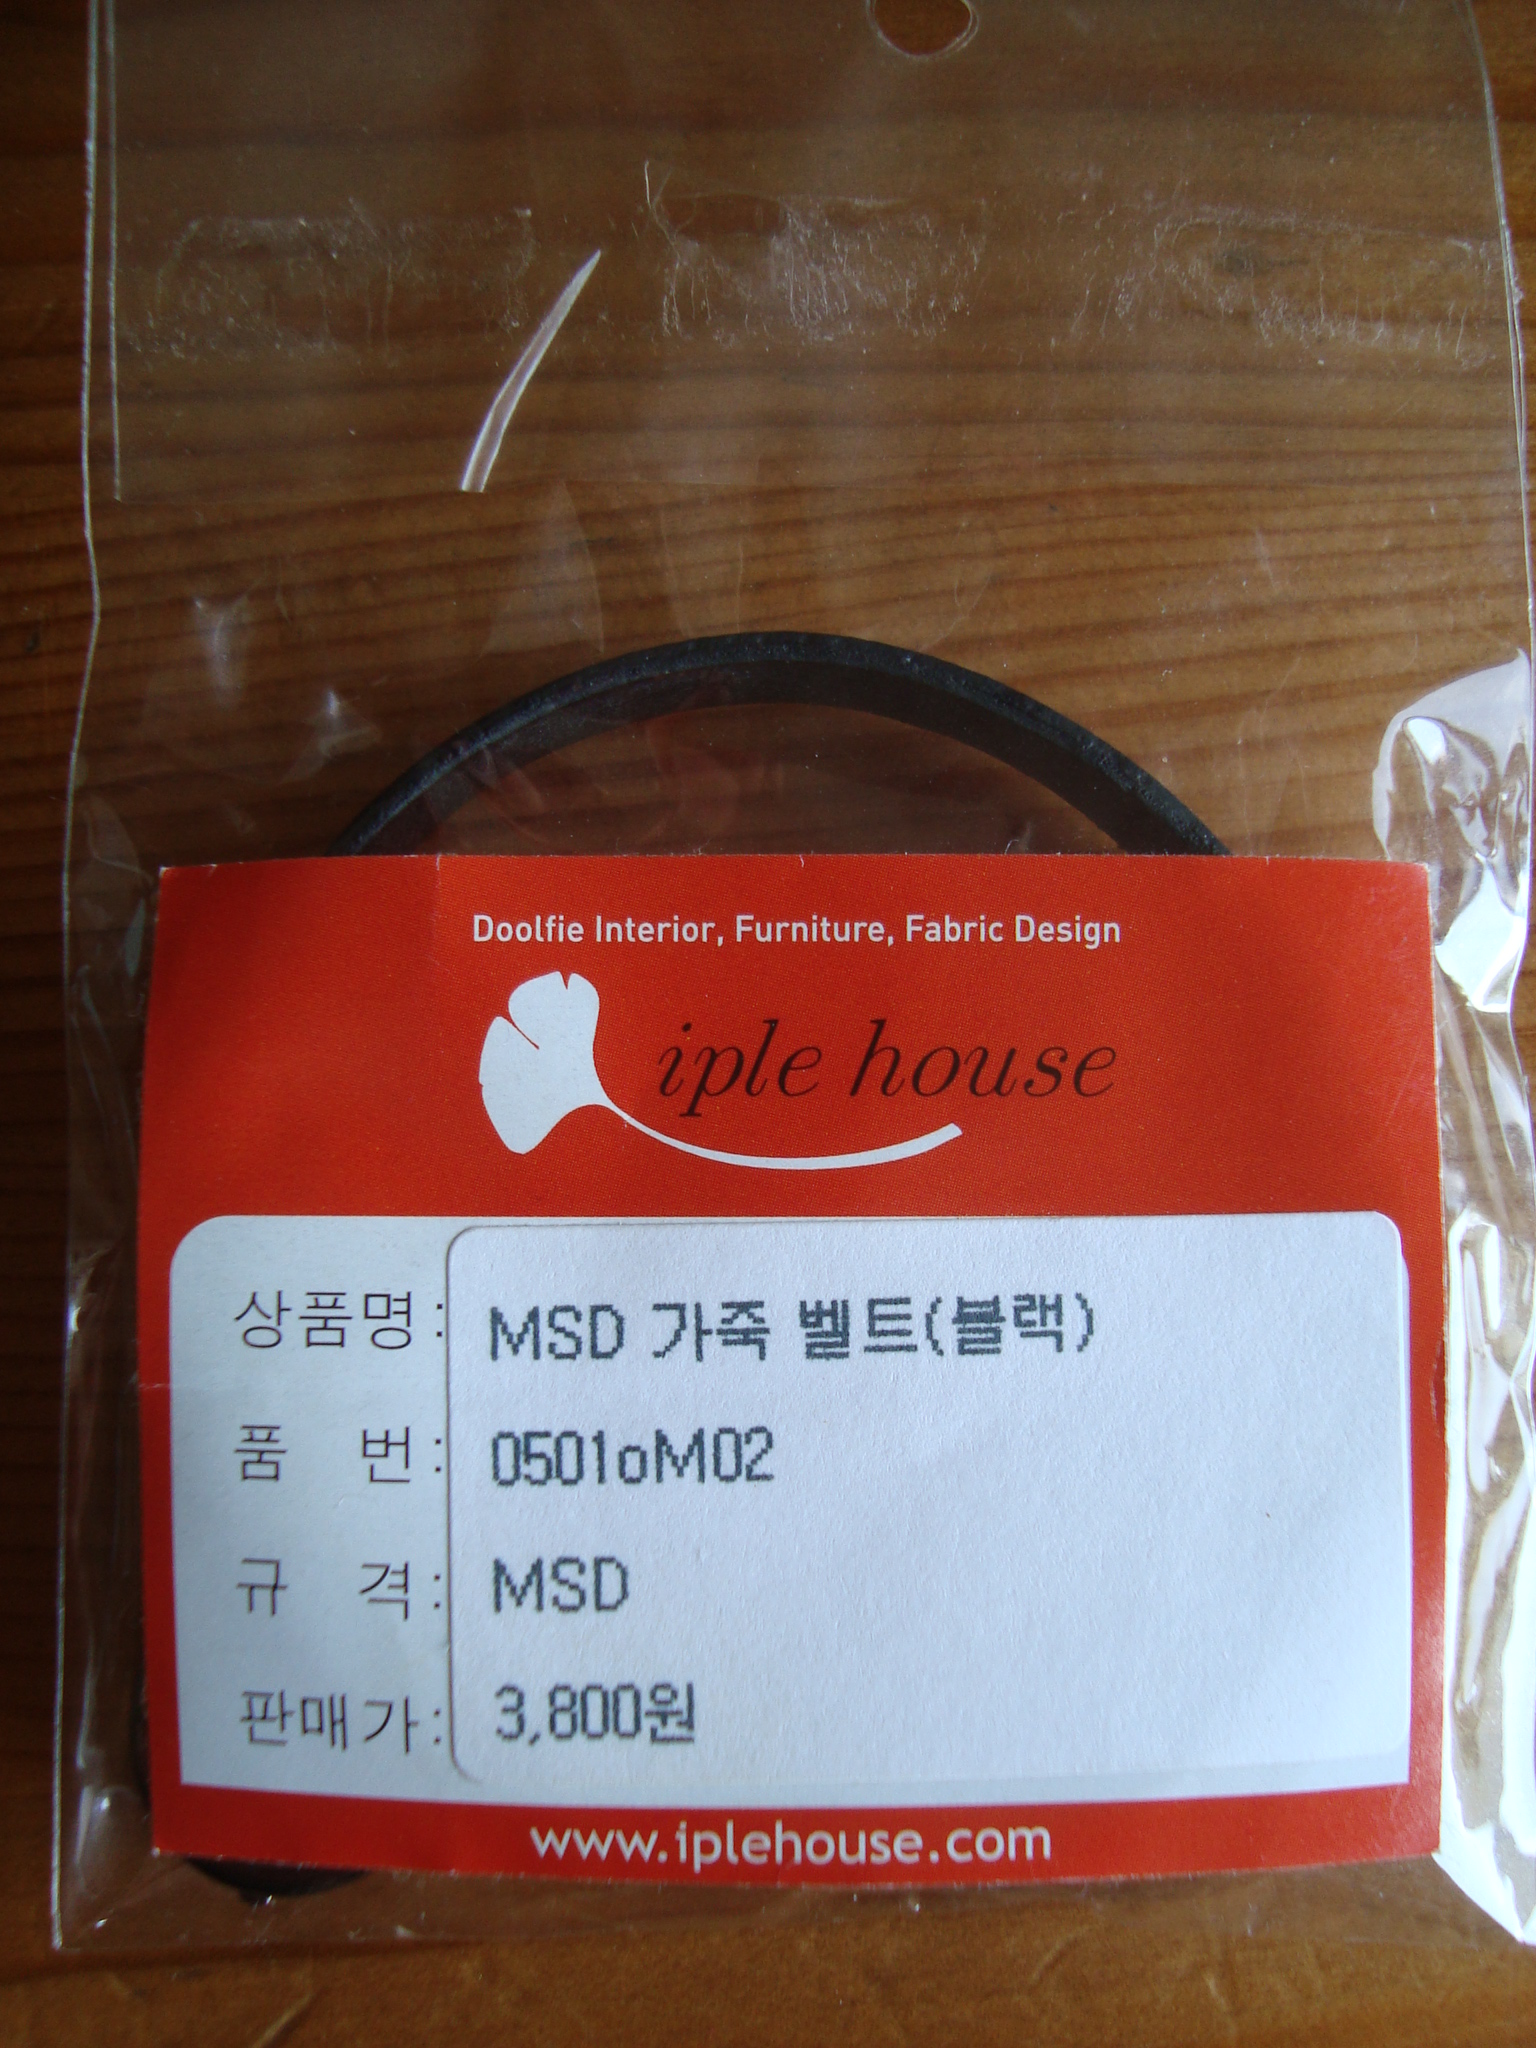 Doolfie Interior, Furniture, Fabric Design
iple house
상품명 : MSD 가죽 벨트(블랙)
품 번 : 0501oM02
규 격 : MSD
판매가 : 3,800원
www.iplehouse.com